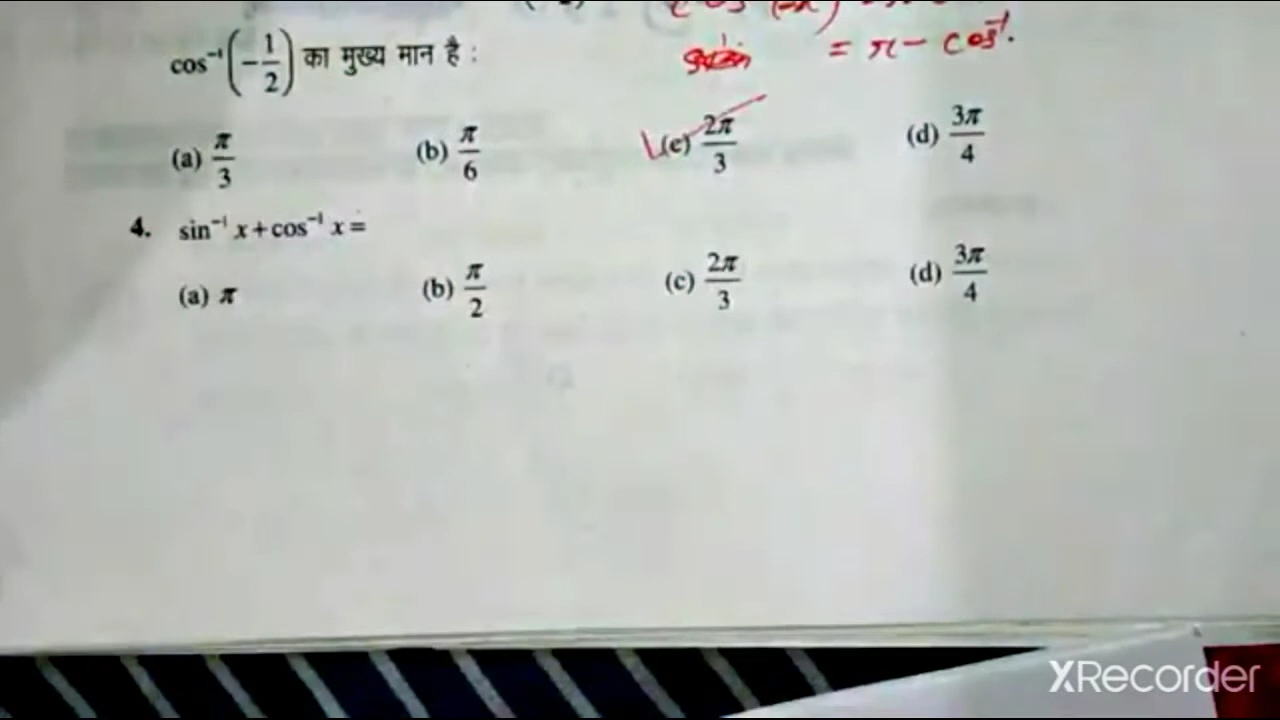 = π − cos⁻¹.
cos⁻¹(−1/2) का मुख्य मान है :
(a) π/3 (b) π/6 (c) 2π/3 (d) 3π/4
4. sin⁻¹ x + cos⁻¹ x =
(a) π (b) π/2 (c) 2π/3 (d) 3π/4
XRecorder